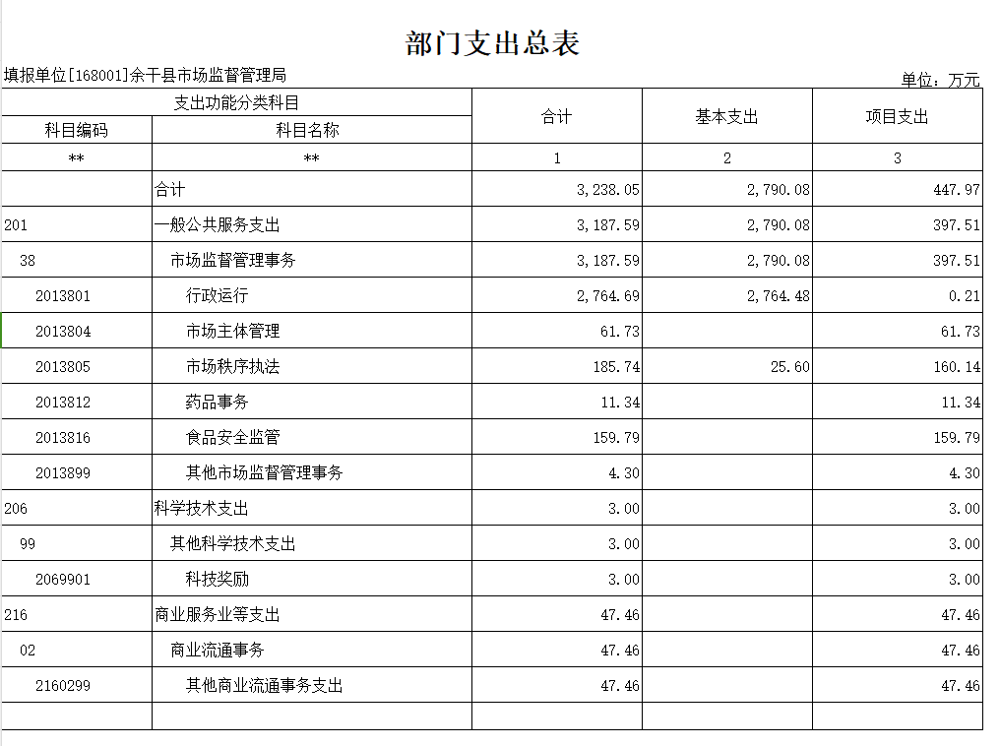 部门支出总表
填报单位[168001]余干县市场监督管理局 单位：万元
支出功能分类科目 合计 基本支出 项目支出
科目编码 科目名称
** ** 1 2 3
合计 3,238.05 2,790.08 447.97
201 一般公共服务支出 3,187.59 2,790.08 397.51
38 市场监督管理事务 3,187.59 2,790.08 397.51
2013801 行政运行 2,764.69 2,764.48 0.21
2013804 市场主体管理 61.73 61.73
2013805 市场秩序执法 185.74 25.60 160.14
2013812 药品事务 11.34 11.34
2013816 食品安全监管 159.79 159.79
2013899 其他市场监督管理事务 4.30 4.30
206 科学技术支出 3.00 3.00
99 其他科学技术支出 3.00 3.00
2069901 科技奖励 3.00 3.00
216 商业服务业等支出 47.46 47.46
02 商业流通事务 47.46 47.46
2160299 其他商业流通事务支出 47.46 47.46